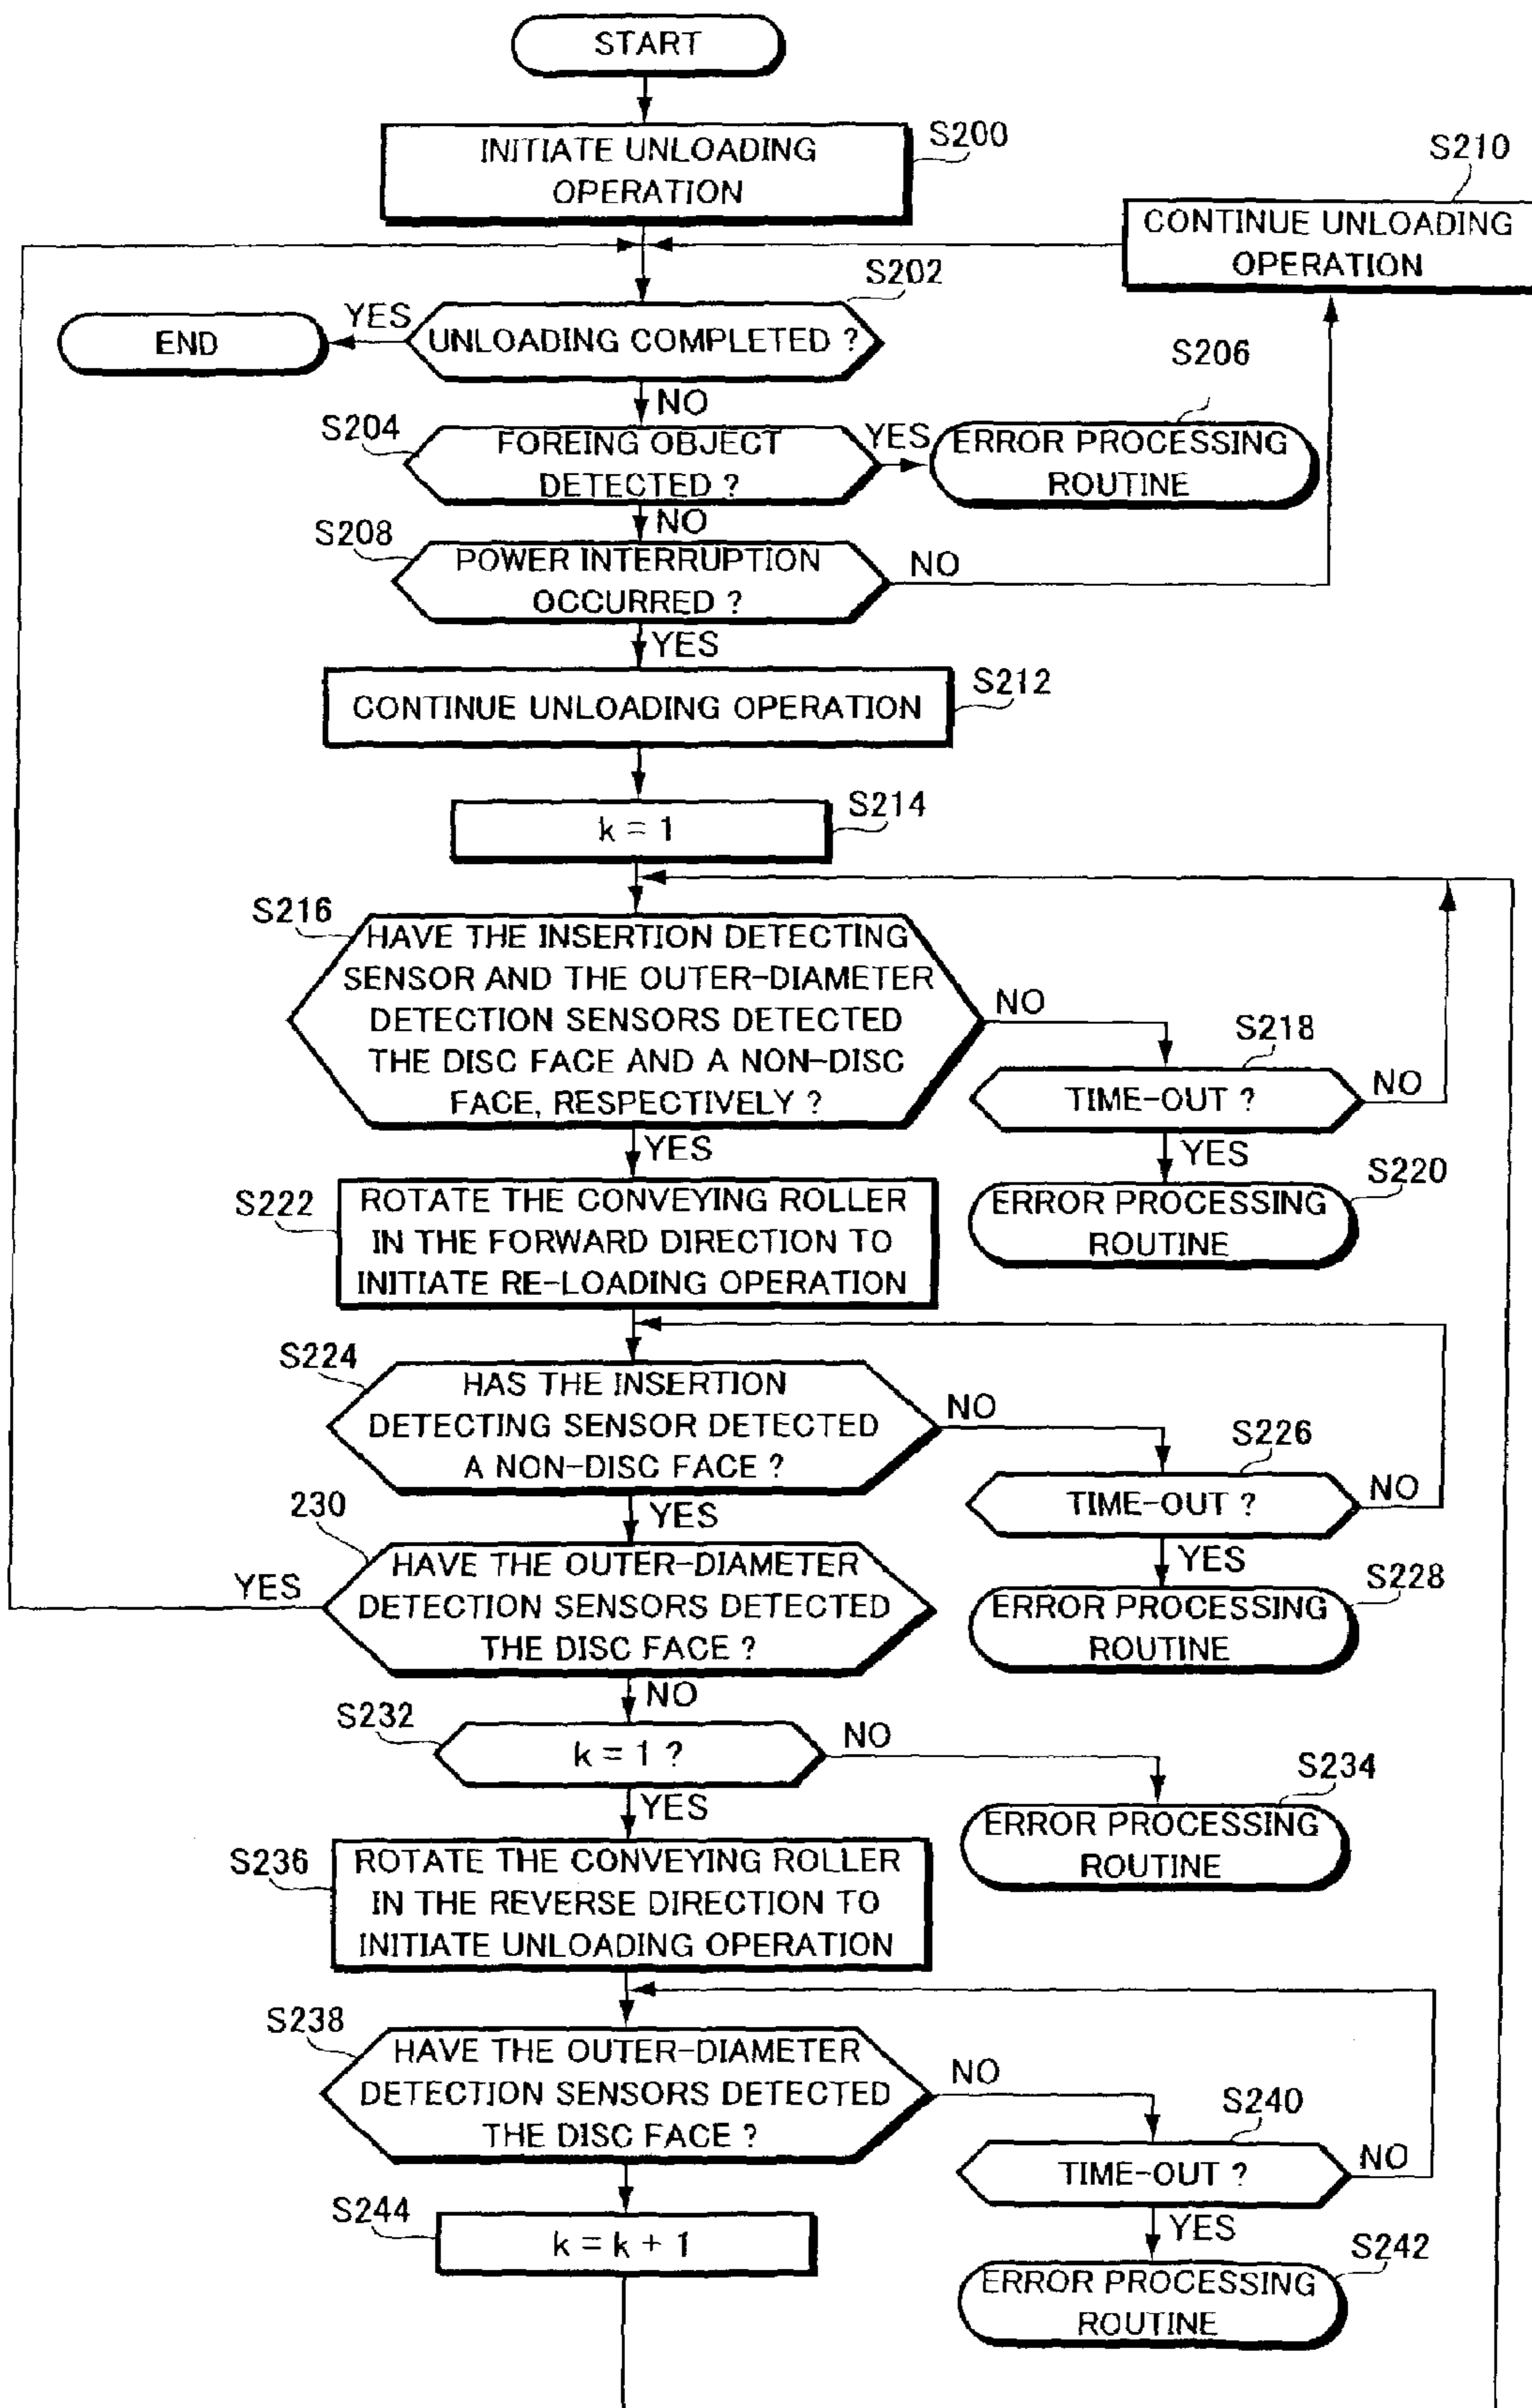 START
INITIATE UNLOADING
OPERATION
S200
S210
CONTINUE UNLOADING
OPERATION
S202
UNLOADING COMPLETED ?
YES
END
NO
S204
FOREING OBJECT
DETECTED ?
YES
S206
ERROR PROCESSING
ROUTINE
NO
S208
POWER INTERRUPTION
OCCURRED ?
NO
YES
CONTINUE UNLOADING OPERATION
S212
k = 1
S214
S216
HAVE THE INSERTION DETECTING
SENSOR AND THE OUTER-DIAMETER
DETECTION SENSORS DETECTED
THE DISC FACE AND A NON-DISC
FACE, RESPECTIVELY ?
NO
S218
TIME-OUT ?
NO
YES
S220
ERROR PROCESSING
ROUTINE
YES
S222
ROTATE THE CONVEYING ROLLER
IN THE FORWARD DIRECTION TO
INITIATE RE-LOADING OPERATION
S224
HAS THE INSERTION
DETECTING SENSOR DETECTED
A NON-DISC FACE ?
NO
S226
TIME-OUT ?
NO
YES
S228
ERROR PROCESSING
ROUTINE
YES
230
HAVE THE OUTER-DIAMETER
DETECTION SENSORS DETECTED
THE DISC FACE ?
YES
NO
S232
k = 1 ?
NO
S234
ERROR PROCESSING
ROUTINE
YES
S236
ROTATE THE CONVEYING ROLLER
IN THE REVERSE DIRECTION TO
INITIATE UNLOADING OPERATION
S238
HAVE THE OUTER-DIAMETER
DETECTION SENSORS DETECTED
THE DISC FACE ?
NO
S240
TIME-OUT ?
NO
YES
S242
ERROR PROCESSING
ROUTINE
S244
k = k + 1